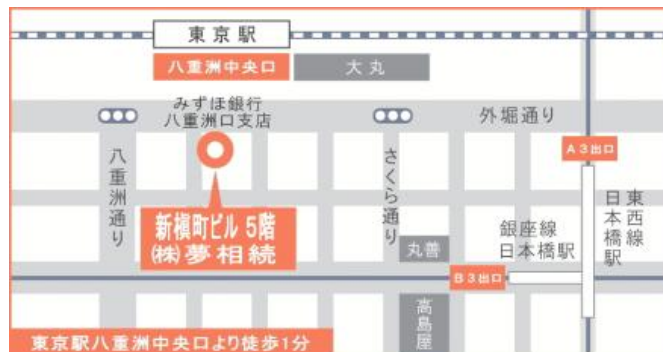 東京駅
八重洲中央口
大丸
みずほ銀行
八重洲口支店
外堀通り
A3出口
八重洲通り
さくら通り
新槇町ビル 5階
㈱夢相続
丸善
銀座線
日本橋駅
東西線
日本橋駅
B3出口
高島屋
東京駅八重洲中央口より徒歩1分